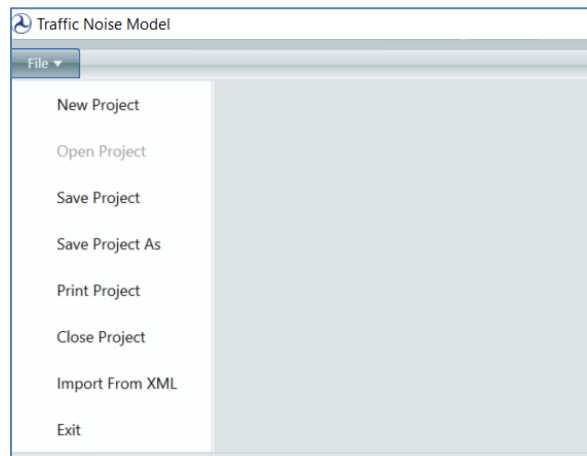 Traffic Noise Model
File
New Project
Open Project
Save Project
Save Project As
Print Project
Close Project
Import From XML
Exit